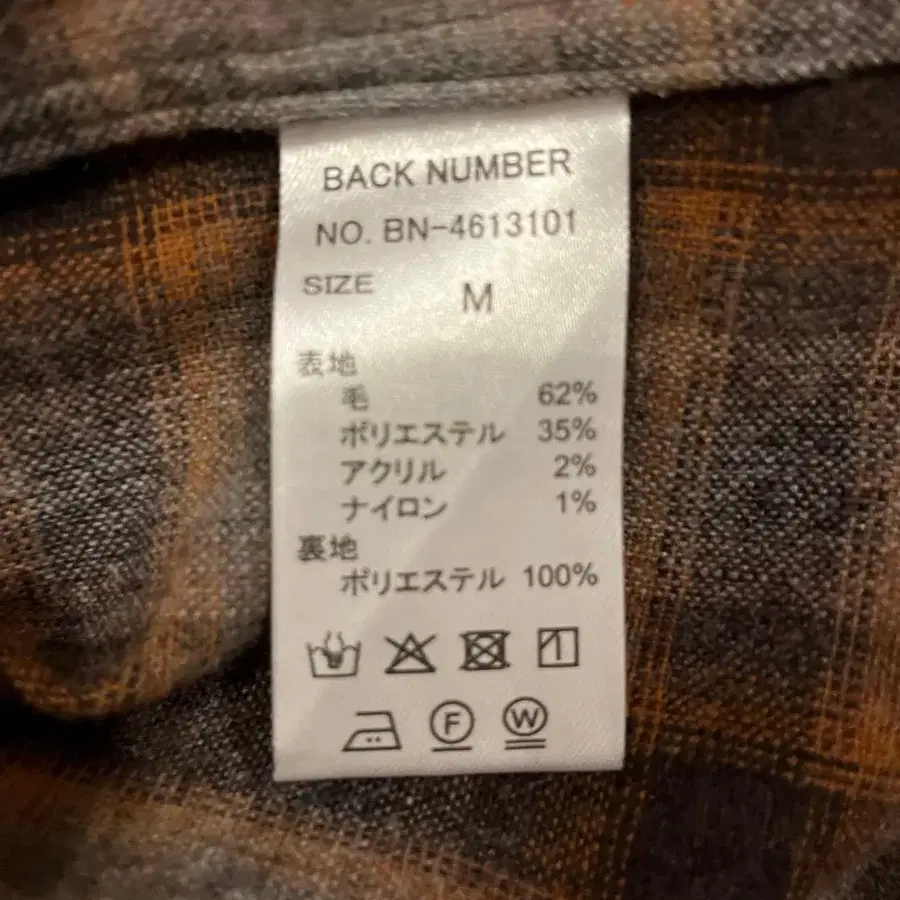 BACK NUMBER
NO. BN-4613101
SIZE M
表地
毛 62%
ポリエステル 35%
アクリル 2%
ナイロン 1%
裏地
ポリエステル 100%
F W